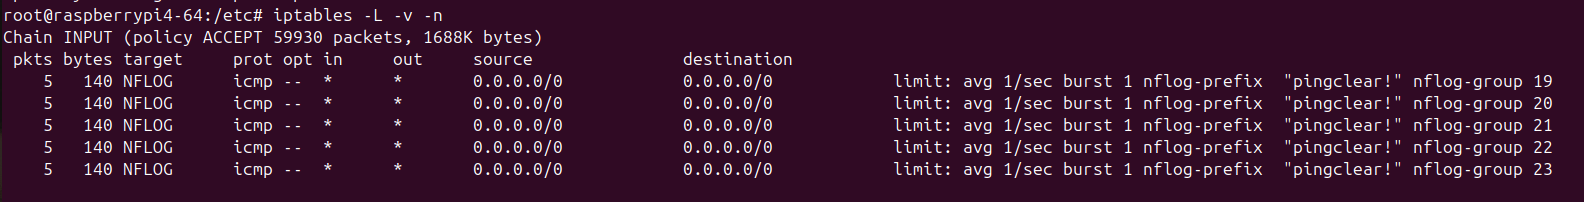 root@raspberrypi4-64:/etc# iptables -L -v -n
Chain INPUT (policy ACCEPT 59930 packets, 1688K bytes)
 pkts bytes target     prot opt in     out     source               destination
    5   140 NFLOG      icmp --  *      *       0.0.0.0/0            0.0.0.0/0            limit: avg 1/sec burst 1 nflog-prefix  "pingclear!" nflog-group 19
    5   140 NFLOG      icmp --  *      *       0.0.0.0/0            0.0.0.0/0            limit: avg 1/sec burst 1 nflog-prefix  "pingclear!" nflog-group 20
    5   140 NFLOG      icmp --  *      *       0.0.0.0/0            0.0.0.0/0            limit: avg 1/sec burst 1 nflog-prefix  "pingclear!" nflog-group 21
    5   140 NFLOG      icmp --  *      *       0.0.0.0/0            0.0.0.0/0            limit: avg 1/sec burst 1 nflog-prefix  "pingclear!" nflog-group 22
    5   140 NFLOG      icmp --  *      *       0.0.0.0/0            0.0.0.0/0            limit: avg 1/sec burst 1 nflog-prefix  "pingclear!" nflog-group 23